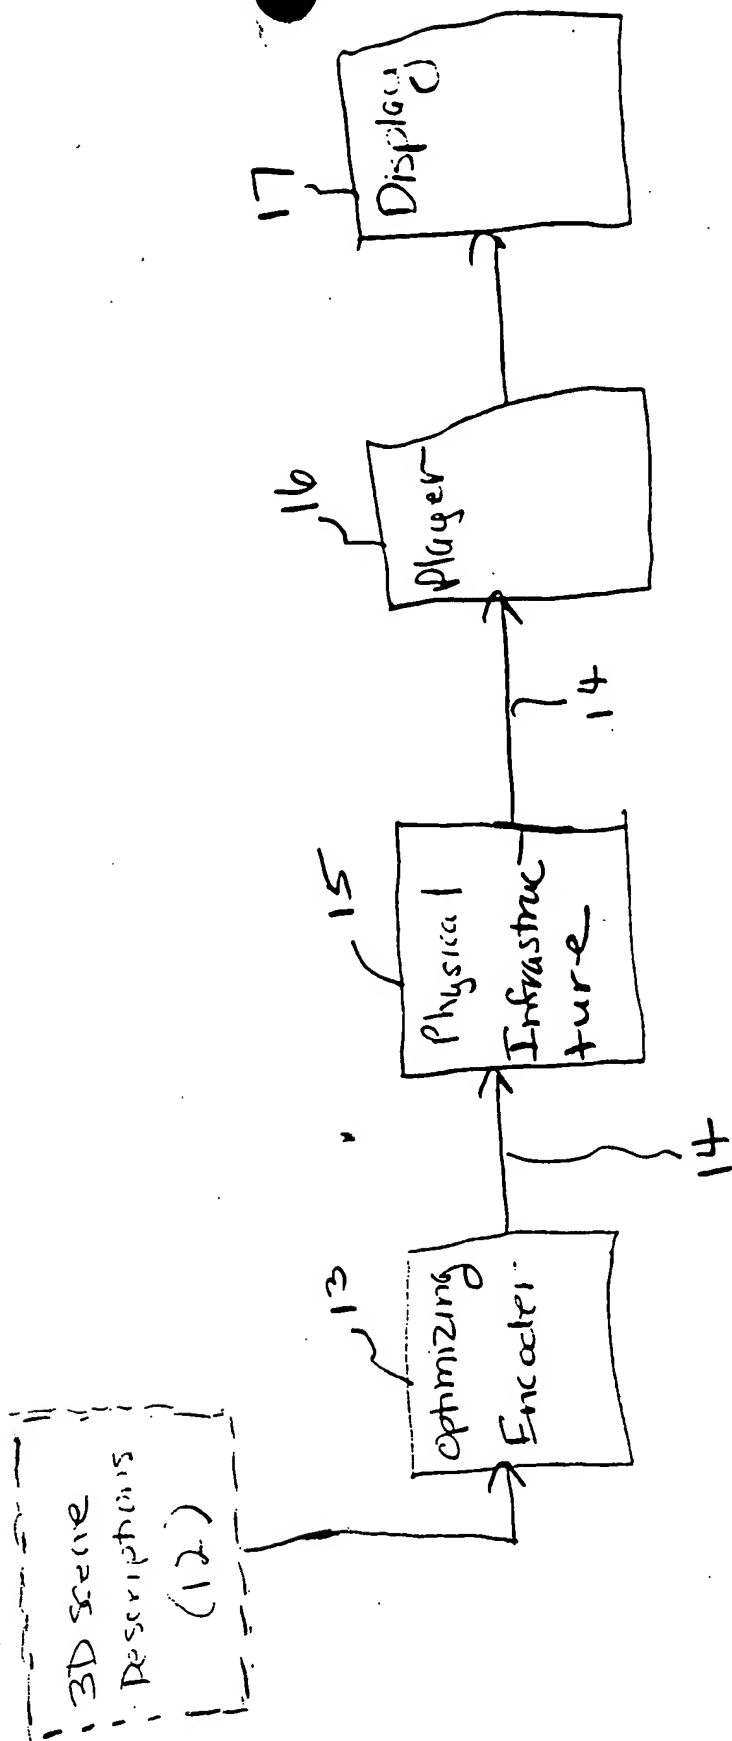 3D scene
Descriptions
(12)
13
Optimizing
Encoder
14
15
Physical
Infrastruc
ture
14
16
Player
17
Display